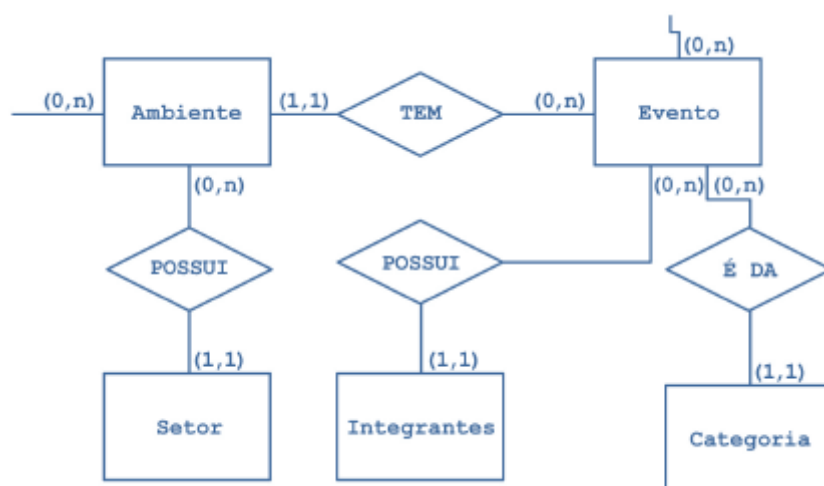 (0,n)
(0,n)
Ambiente
(1,1)
TEM
(0,n)
Evento
(0,n)
(0,n)
(0,n)
POSSUI
POSSUI
É DA
(1,1)
(1,1)
(1,1)
Setor
Integrantes
Categoria